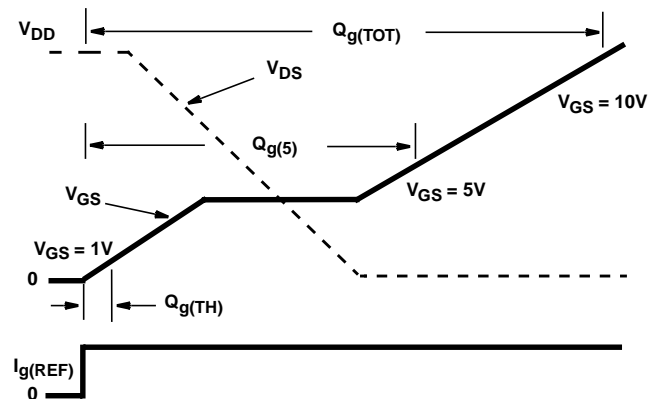 V_DD
Q_g(TOT)
V_DS
V_GS = 10V
Q_g(5)
V_GS = 5V
V_GS
V_GS = 1V
0
Q_g(TH)
I_g(REF)
0